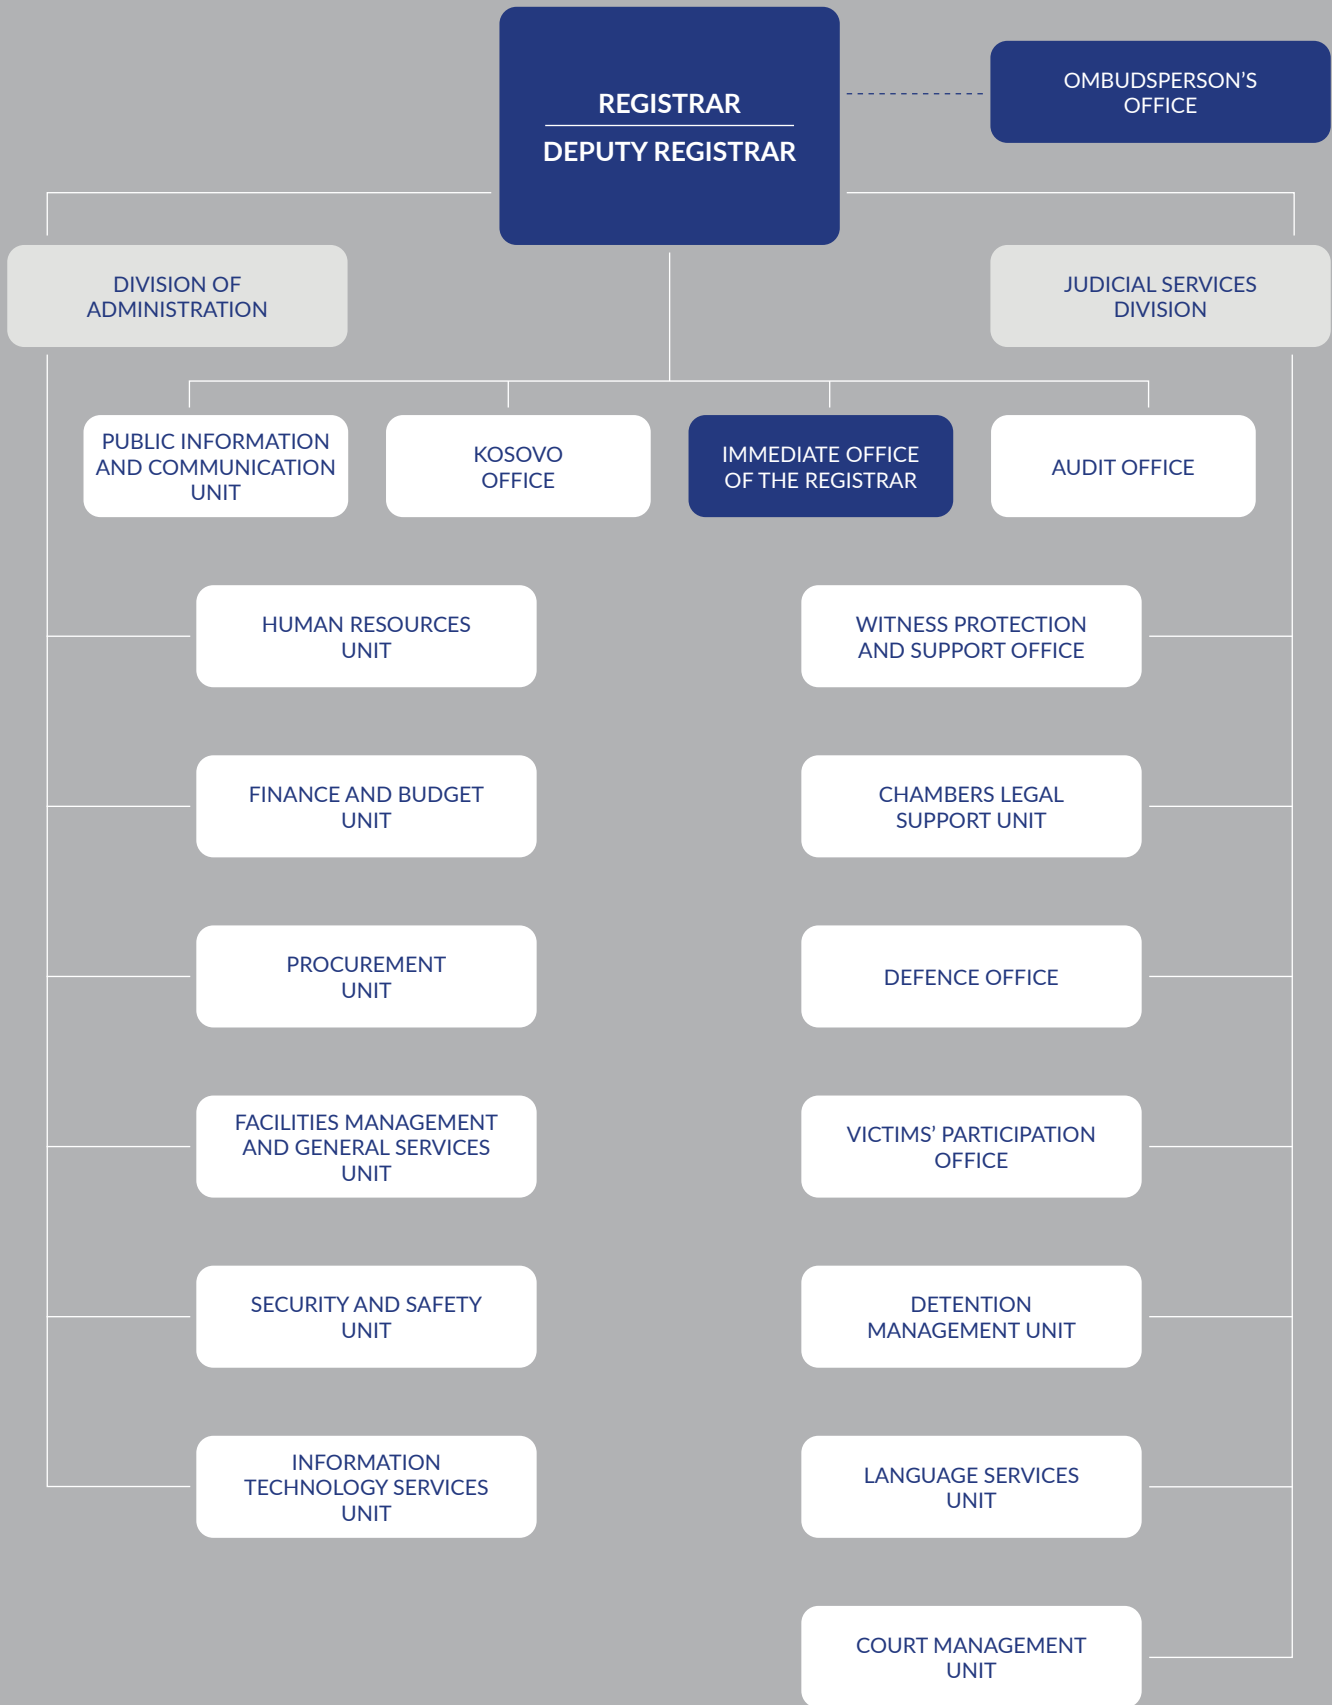 REGISTRAR
DEPUTY REGISTRAR
OMBUDSPERSON’S
OFFICE
DIVISION OF
ADMINISTRATION
JUDICIAL SERVICES
DIVISION
PUBLIC INFORMATION
AND COMMUNICATION
UNIT
KOSOVO
OFFICE
IMMEDIATE OFFICE
OF THE REGISTRAR
AUDIT OFFICE
HUMAN RESOURCES
UNIT
WITNESS PROTECTION
AND SUPPORT OFFICE
FINANCE AND BUDGET
UNIT
CHAMBERS LEGAL
SUPPORT UNIT
PROCUREMENT
UNIT
DEFENCE OFFICE
FACILITIES MANAGEMENT
AND GENERAL SERVICES
UNIT
VICTIMS’ PARTICIPATION
OFFICE
SECURITY AND SAFETY
UNIT
DETENTION
MANAGEMENT UNIT
INFORMATION
TECHNOLOGY SERVICES
UNIT
LANGUAGE SERVICES
UNIT
COURT MANAGEMENT
UNIT